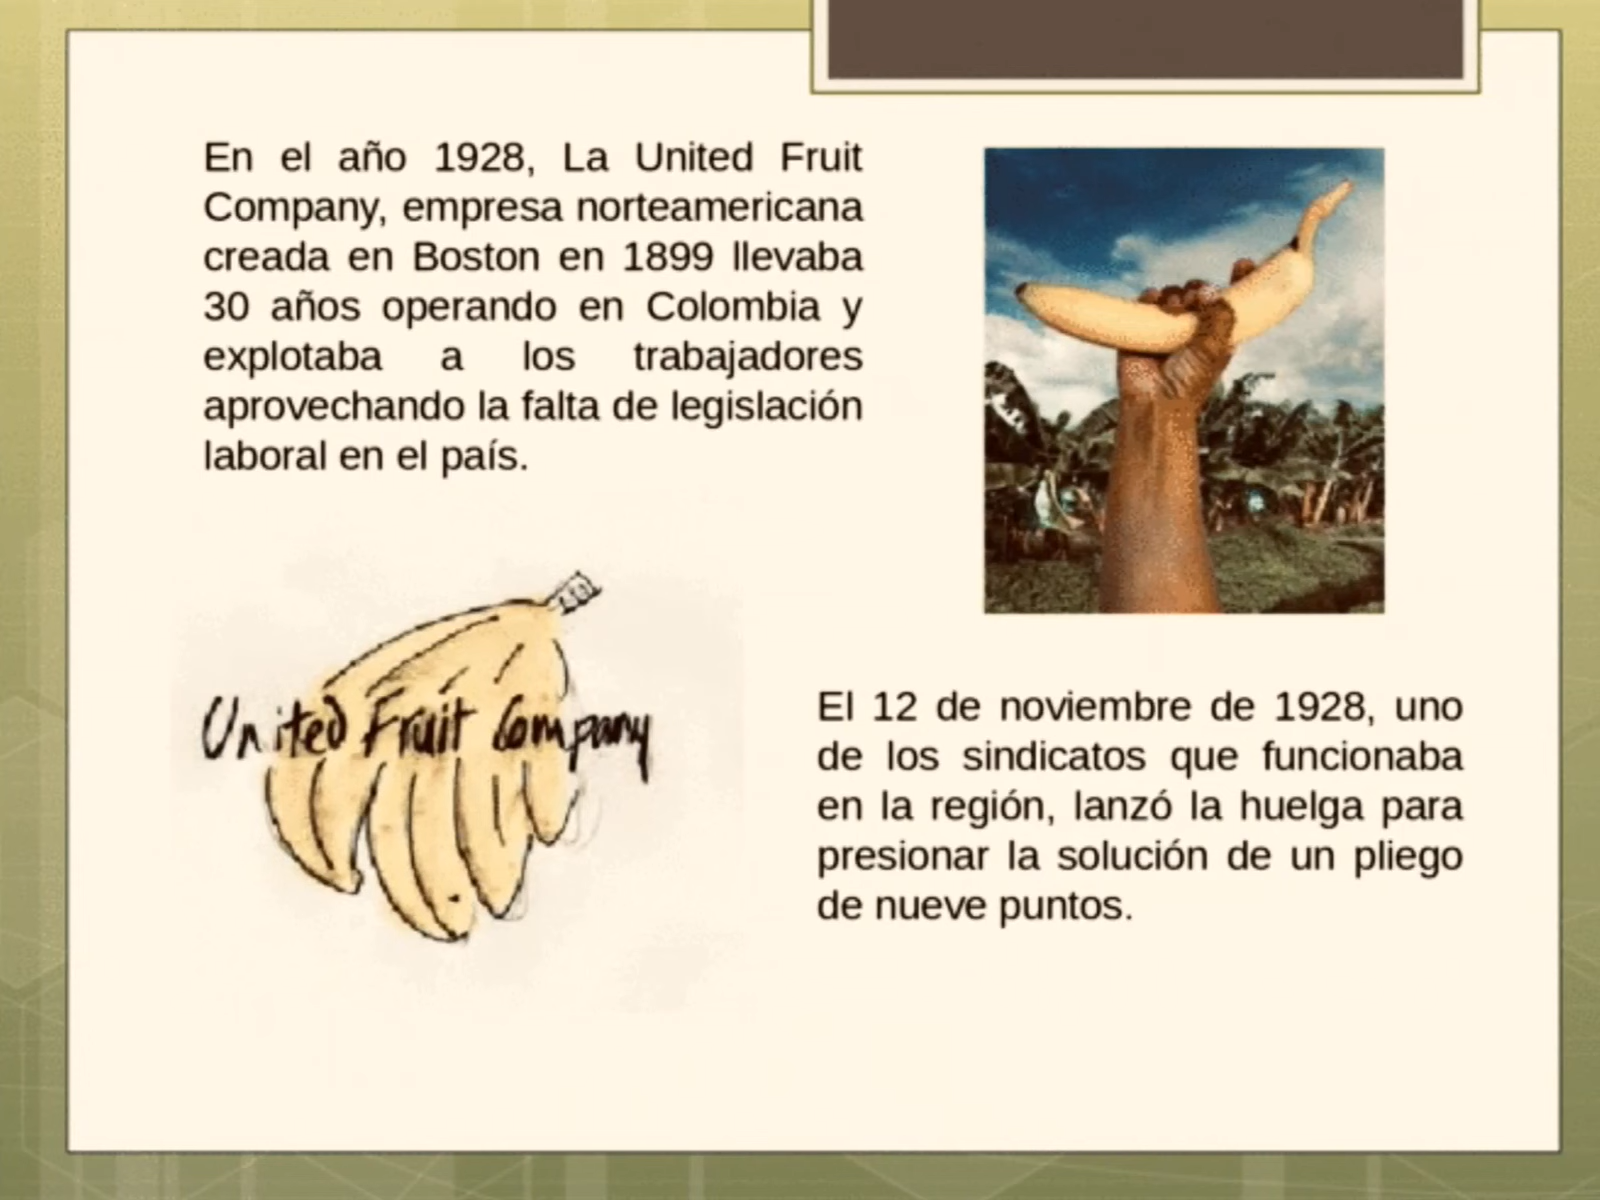 En el año 1928, La United Fruit
Company, empresa norteamericana
creada en Boston en 1899 llevaba
30 años operando en Colombia y
explotaba a los trabajadores
aprovechando la falta de legislación
laboral en el país.
United Fruit Company
El 12 de noviembre de 1928, uno
de los sindicatos que funcionaba
en la región, lanzó la huelga para
presionar la solución de un pliego
de nueve puntos.